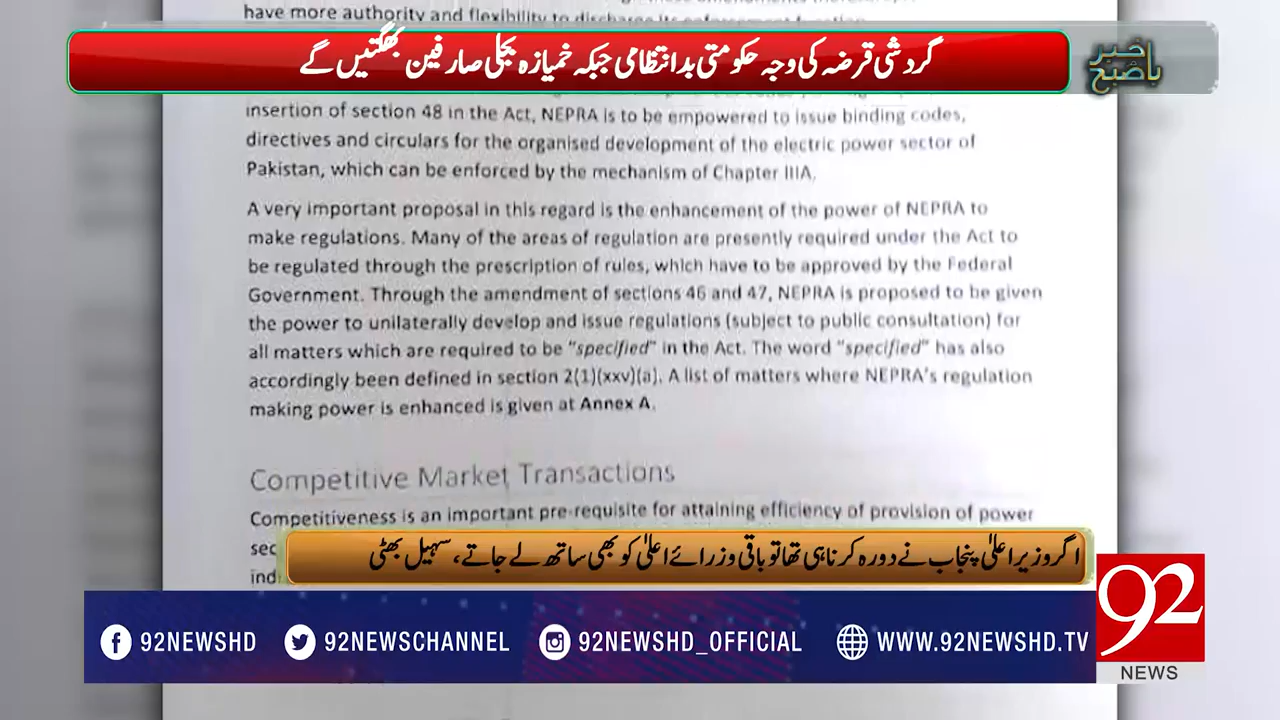 have more authority and flexibility to discharge its enforcement function.
گردشی قرضہ کی وجہ حکومتی بدانتظامی جبکہ خمیازہ بجلی صارفین بھگتیں گے
باخبر صبح
insertion of section 48 in the Act, NEPRA is to be empowered to issue binding codes,
directives and circulars for the organised development of the electric power sector of
Pakistan, which can be enforced by the mechanism of Chapter IIIA.
A very important proposal in this regard is the enhancement of the power of NEPRA to
make regulations. Many of the areas of regulation are presently required under the Act to
be regulated through the prescription of rules, which have to be approved by the Federal
Government. Through the amendment of sections 46 and 47, NEPRA is proposed to be given
the power to unilaterally develop and issue regulations (subject to public consultation) for
all matters which are required to be "specified" in the Act. The word "specified" has also
accordingly been defined in section 2(1)(xxv)(a). A list of matters where NEPRA's regulation
making power is enhanced is given at Annex A.
Competitive Market Transactions
Competitiveness is an important pre-requisite for attaining efficiency of provision of power
sec
اگر وزیراعلیٰ پنجاب نے دورہ کرنا ہی تھا تو باقی وزرائے اعلیٰ کو بھی ساتھ لے جاتے، سہیل بھٹی
ind
92NEWSHD 92NEWSCHANNEL 92NEWSHD_OFFICIAL WWW.92NEWSHD.TV
92
NEWS